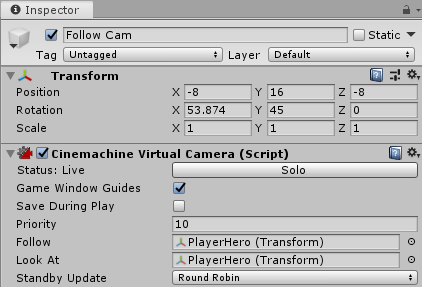 Inspector
Follow Cam Static
Tag Untagged Layer Default
Transform
Position X -8 Y 16 Z -8
Rotation X 53.874 Y 45 Z 0
Scale X 1 Y 1 Z 1
Cinemachine Virtual Camera (Script)
Status: Live Solo
Game Window Guides
Save During Play
Priority 10
Follow PlayerHero (Transform)
Look At PlayerHero (Transform)
Standby Update Round Robin